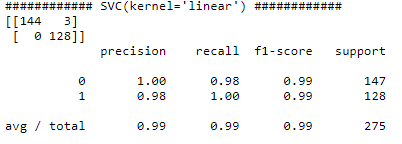 ############ SVC(kernel='linear') ############
[[144   3]
 [  0 128]]
             precision    recall  f1-score   support

          0       1.00      0.98      0.99       147
          1       0.98      1.00      0.99       128

avg / total       0.99      0.99      0.99       275